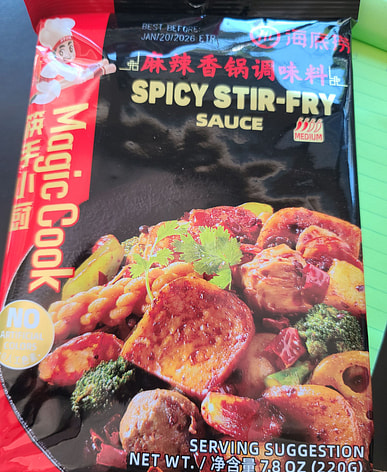 BEST BEFORE
JAN/20/2026 ETR
海底捞
麻辣香锅调味料
SPICY STIR-FRY
SAUCE
MEDIUM
筷手小厨
Magic Cook
NO
SERVING SUGGESTION
NET WT. / 净含量 7.8 OZ (220G)